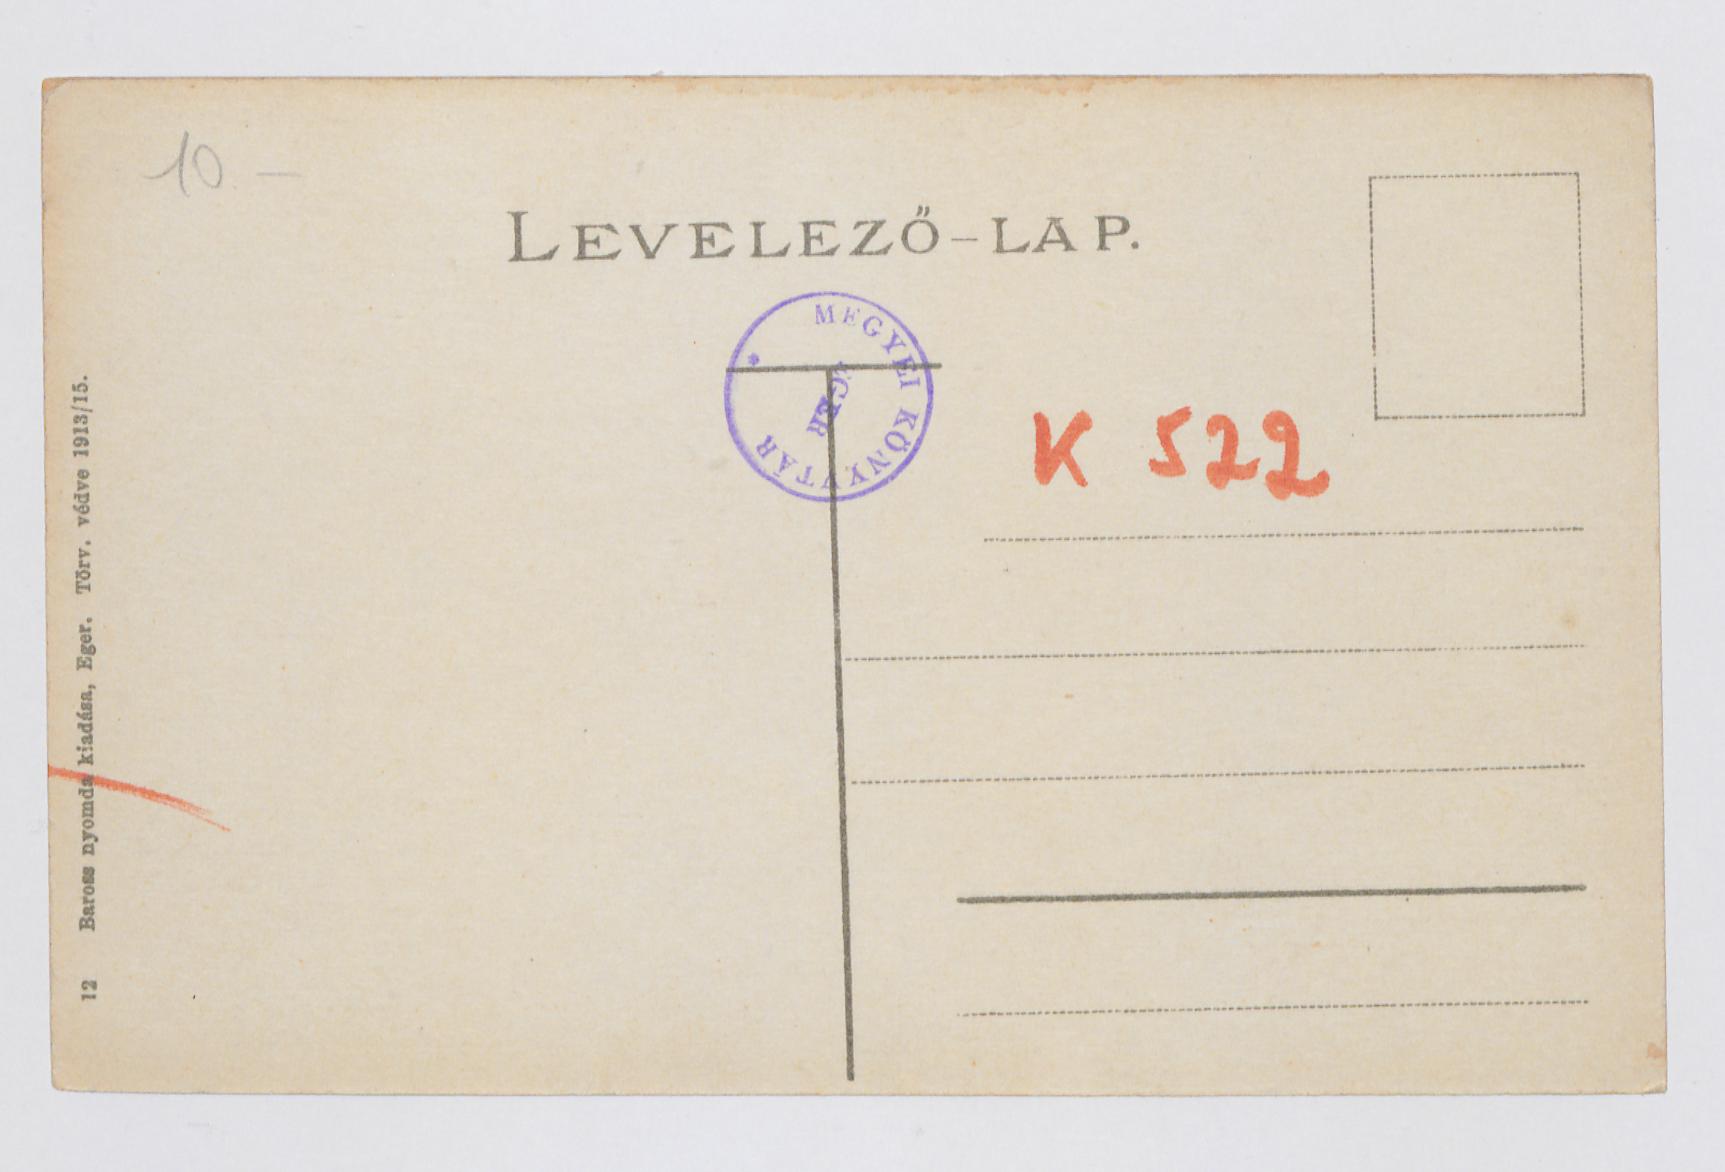 10 –
LEVELEZŐ-LAP.
MEGYEI KÖNYVTÁR
EGER
K 522
12 Baross nyomda kiadása, Eger. Törv. védve 1913/15.